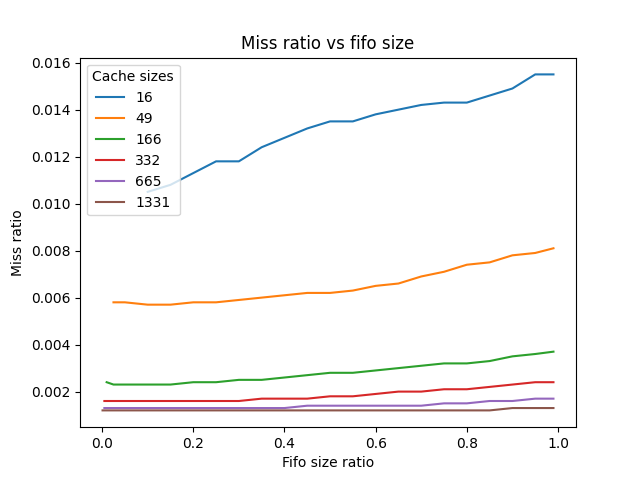 Miss ratio vs fifo size
Cache sizes
16
49
166
332
665
1331
0.016
0.014
0.012
0.010
0.008
0.006
0.004
0.002
Miss ratio
0.0 0.2 0.4 0.6 0.8 1.0
Fifo size ratio